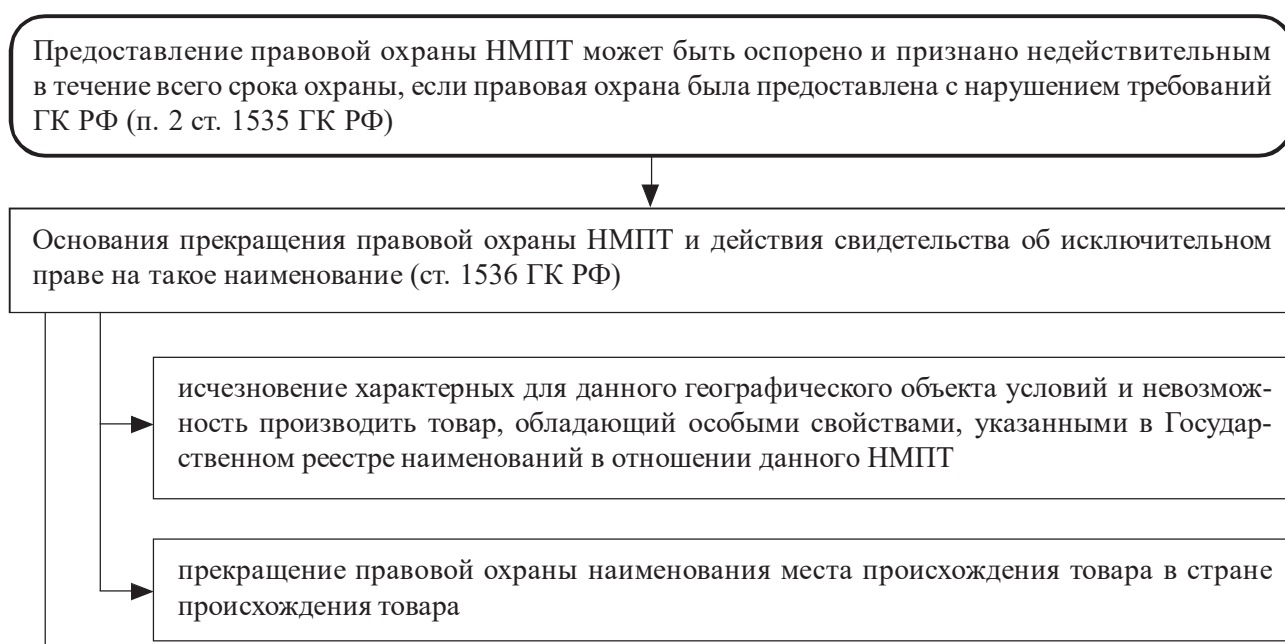 Предоставление правовой охраны НМПТ может быть оспорено и признано недействительным
в течение всего срока охраны, если правовая охрана была предоставлена с нарушением требований
ГК РФ (п. 2 ст. 1535 ГК РФ)
Основания прекращения правовой охраны НМПТ и действия свидетельства об исключительном
праве на такое наименование (ст. 1536 ГК РФ)
исчезновение характерных для данного географического объекта условий и невозмож-
ность производить товар, обладающий особыми свойствами, указанными в Государ-
ственном реестре наименований в отношении данного НМПТ
прекращение правовой охраны наименования места происхождения товара в стране
происхождения товара